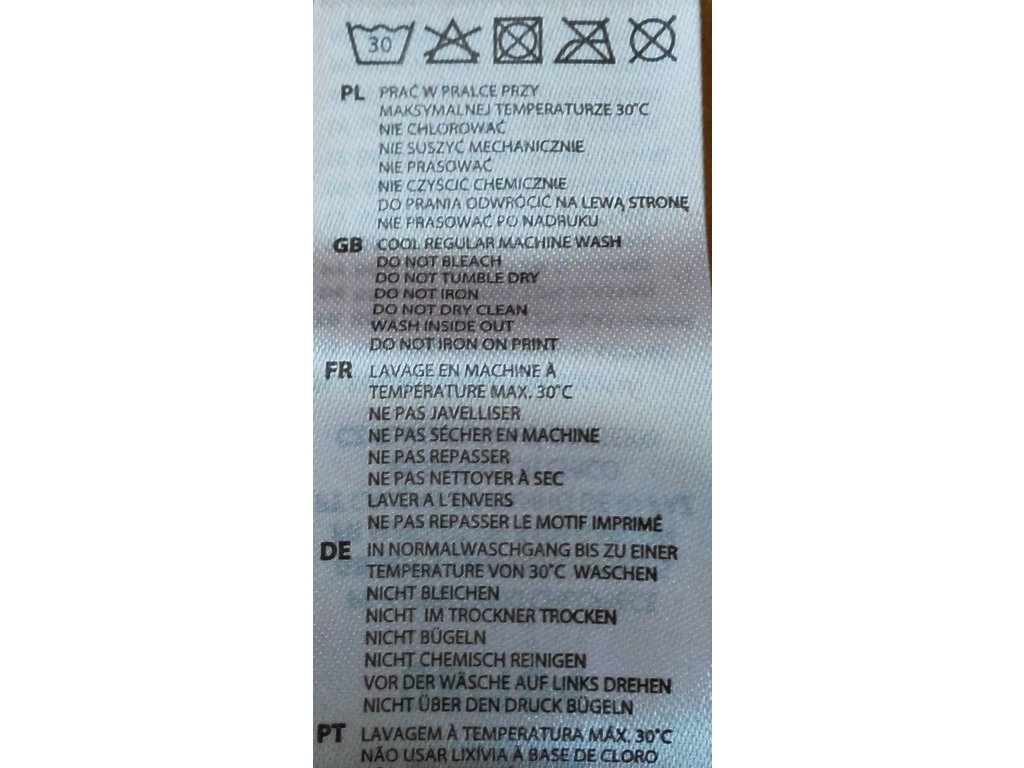 30
PL PRAĆ W PRALCE PRZY
MAKSYMALNEJ TEMPERATURZE 30°C
NIE CHLOROWAĆ
NIE SUSZYĆ MECHANICZNIE
NIE PRASOWAĆ
NIE CZYŚCIĆ CHEMICZNIE
DO PRANIA ODWRÓCIĆ NA LEWĄ STRONĘ
NIE PRASOWAĆ PO NADRUKU
GB COOL REGULAR MACHINE WASH
DO NOT BLEACH
DO NOT TUMBLE DRY
DO NOT IRON
DO NOT DRY CLEAN
WASH INSIDE OUT
DO NOT IRON ON PRINT
FR LAVAGE EN MACHINE À
TEMPÉRATURE MAX. 30°C
NE PAS JAVELLISER
NE PAS SÉCHER EN MACHINE
NE PAS REPASSER
NE PAS NETTOYER À SEC
LAVER A L'ENVERS
NE PAS REPASSER LE MOTIF IMPRIMÉ
DE IN NORMALWASCHGANG BIS ZU EINER
TEMPERATURE VON 30°C WASCHEN
NICHT BLEICHEN
NICHT IM TROCKNER TROCKEN
NICHT BÜGELN
NICHT CHEMISCH REINIGEN
VOR DER WÄSCHE AUF LINKS DREHEN
NICHT ÜBER DEN DRUCK BÜGELN
PT LAVAGEM À TEMPERATURA MÁX. 30°C
NÃO USAR LIXÍVIA À BASE DE CLORO